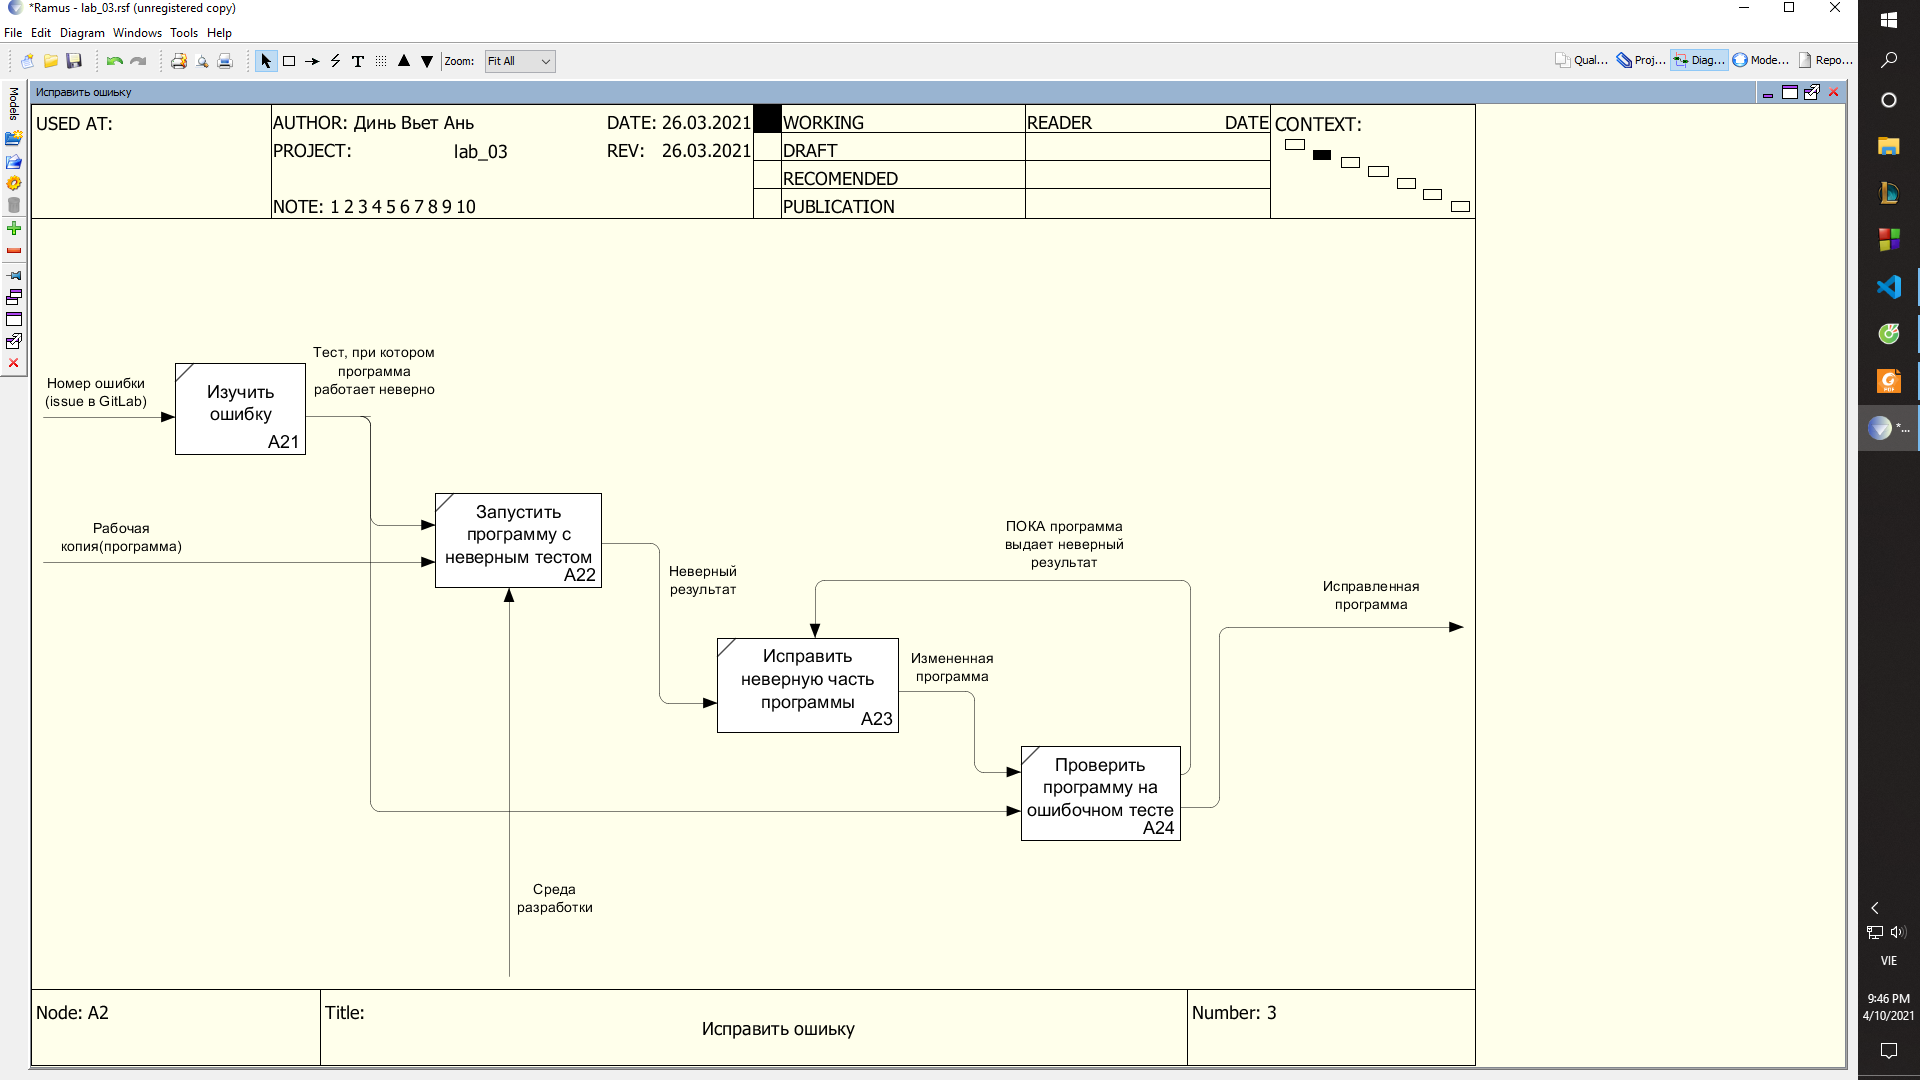 *Ramus - lab_03.rsf (unregistered copy)
File Edit Diagram Windows Tools Help
Zoom: Fit All
Qual... Proj... Diag... Mode... Repo...
Models
Исправить ошиьку
USED AT:
AUTHOR: Динь Вьет Ань DATE: 26.03.2021
PROJECT: lab_03 REV: 26.03.2021
NOTE: 1 2 3 4 5 6 7 8 9 10
WORKING
DRAFT
RECOMENDED
PUBLICATION
READER DATE
CONTEXT:
Номер ошибки
(issue в GitLab)
Изучить
ошибку
A21
Тест, при котором
программа
работает неверно
Рабочая
копия(программа)
Запустить
программу с
неверным тестом
A22
Неверный
результат
ПОКА программа
выдает неверный
результат
Исправить
неверную часть
программы
A23
Измененная
программа
Исправленная
программа
Проверить
программу на
ошибочном тесте
A24
Среда
разработки
Node: A2
Title:
Исправить ошиьку
Number: 3
*...
VIE
9:46 PM
4/10/2021